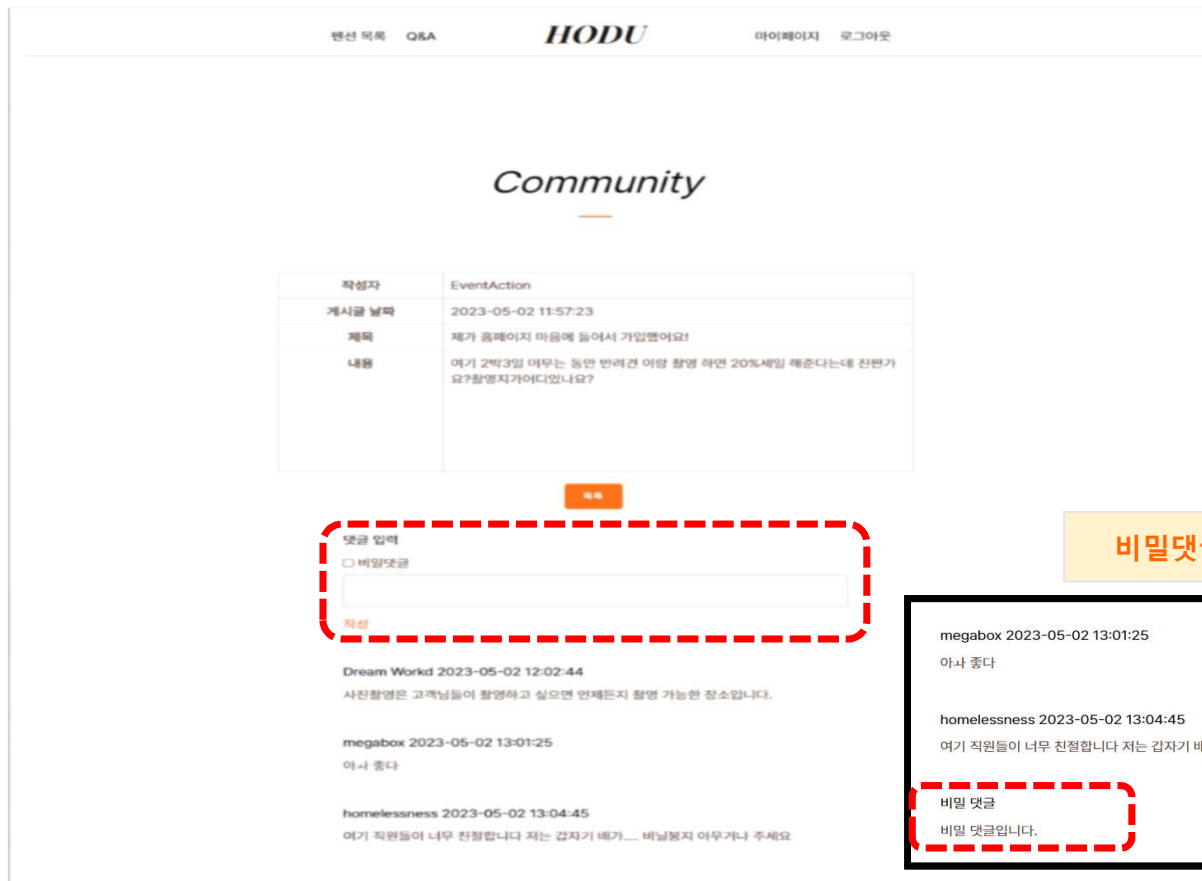 펜션 목록 Q&A HODU 마이페이지 로그아웃
Community
작성자 EventAction
게시글 날짜 2023-05-02 11:57:23
제목 제가 홈페이지 마음에 들어서 가입했어요!
내용 여기 2박3일 머무는 동안 반려견 이랑 촬영 하면 20%세일 해준다는데 진짠가
요?촬영지가어디있나요?
목록
댓글 입력
비밀댓글
작성
Dream Workd 2023-05-02 12:02:44
사진촬영은 고객님들이 촬영하고 싶으면 언제든지 촬영 가능한 장소입니다.
megabox 2023-05-02 13:01:25
아싸 좋다
homelessness 2023-05-02 13:04:45
여기 직원들이 너무 친절합니다 저는 갑자기 배가.... 비닐봉지 아무거나 주세요
비밀댓
megabox 2023-05-02 13:01:25
아싸 좋다
homelessness 2023-05-02 13:04:45
여기 직원들이 너무 친절합니다 저는 갑자기
비밀 댓글
비밀 댓글입니다.